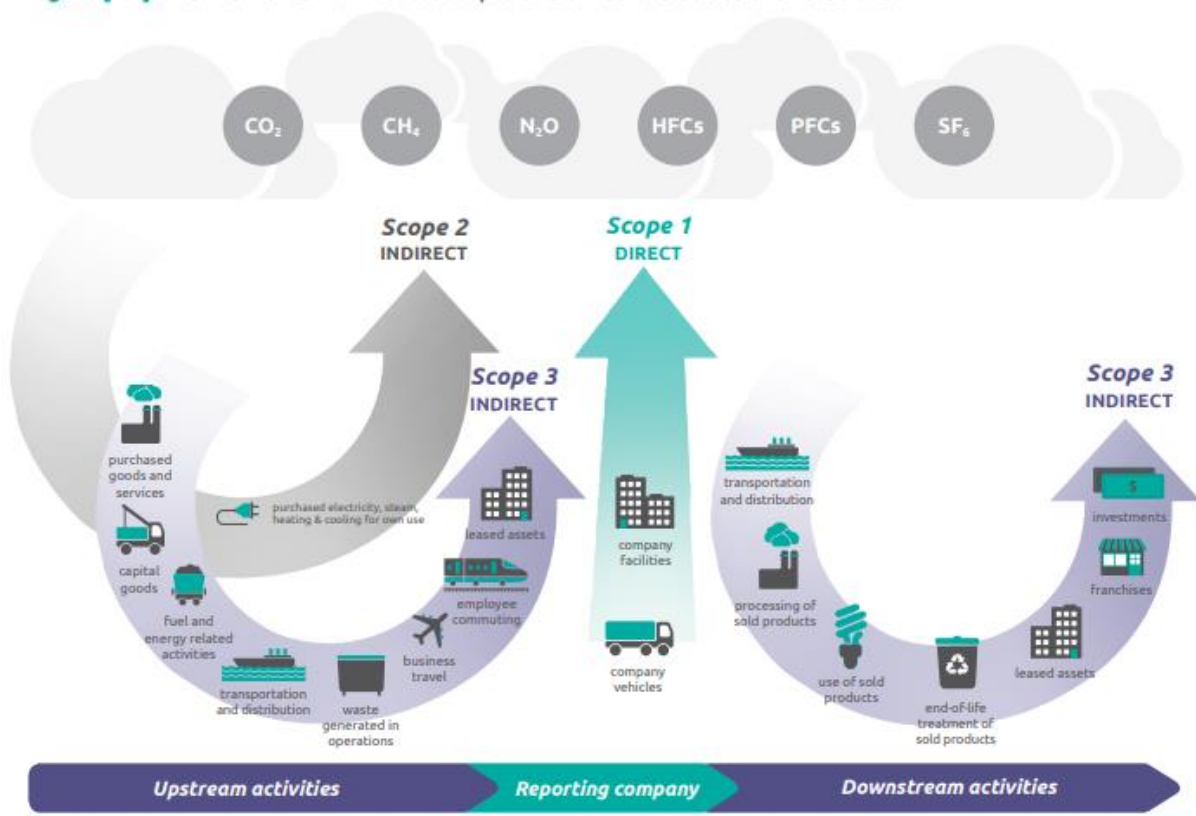 CO₂
CH₄
N₂O
HFCs
PFCs
SF₆
Scope 2
INDIRECT
Scope 1
DIRECT
Scope 3
INDIRECT
Scope 3
INDIRECT
purchased
goods and
services
capital
goods
fuel and
energy related
activities
purchased electricity, steam,
heating & cooling for own use
transportation
and distribution
waste
generated in
operations
business
travel
employee
commuting
leased assets
company
facilities
company
vehicles
transportation
and distribution
processing of
sold products
use of sold
products
end-of-life
treatment of
sold products
leased assets
franchises
$
investments
Upstream activities
Reporting company
Downstream activities